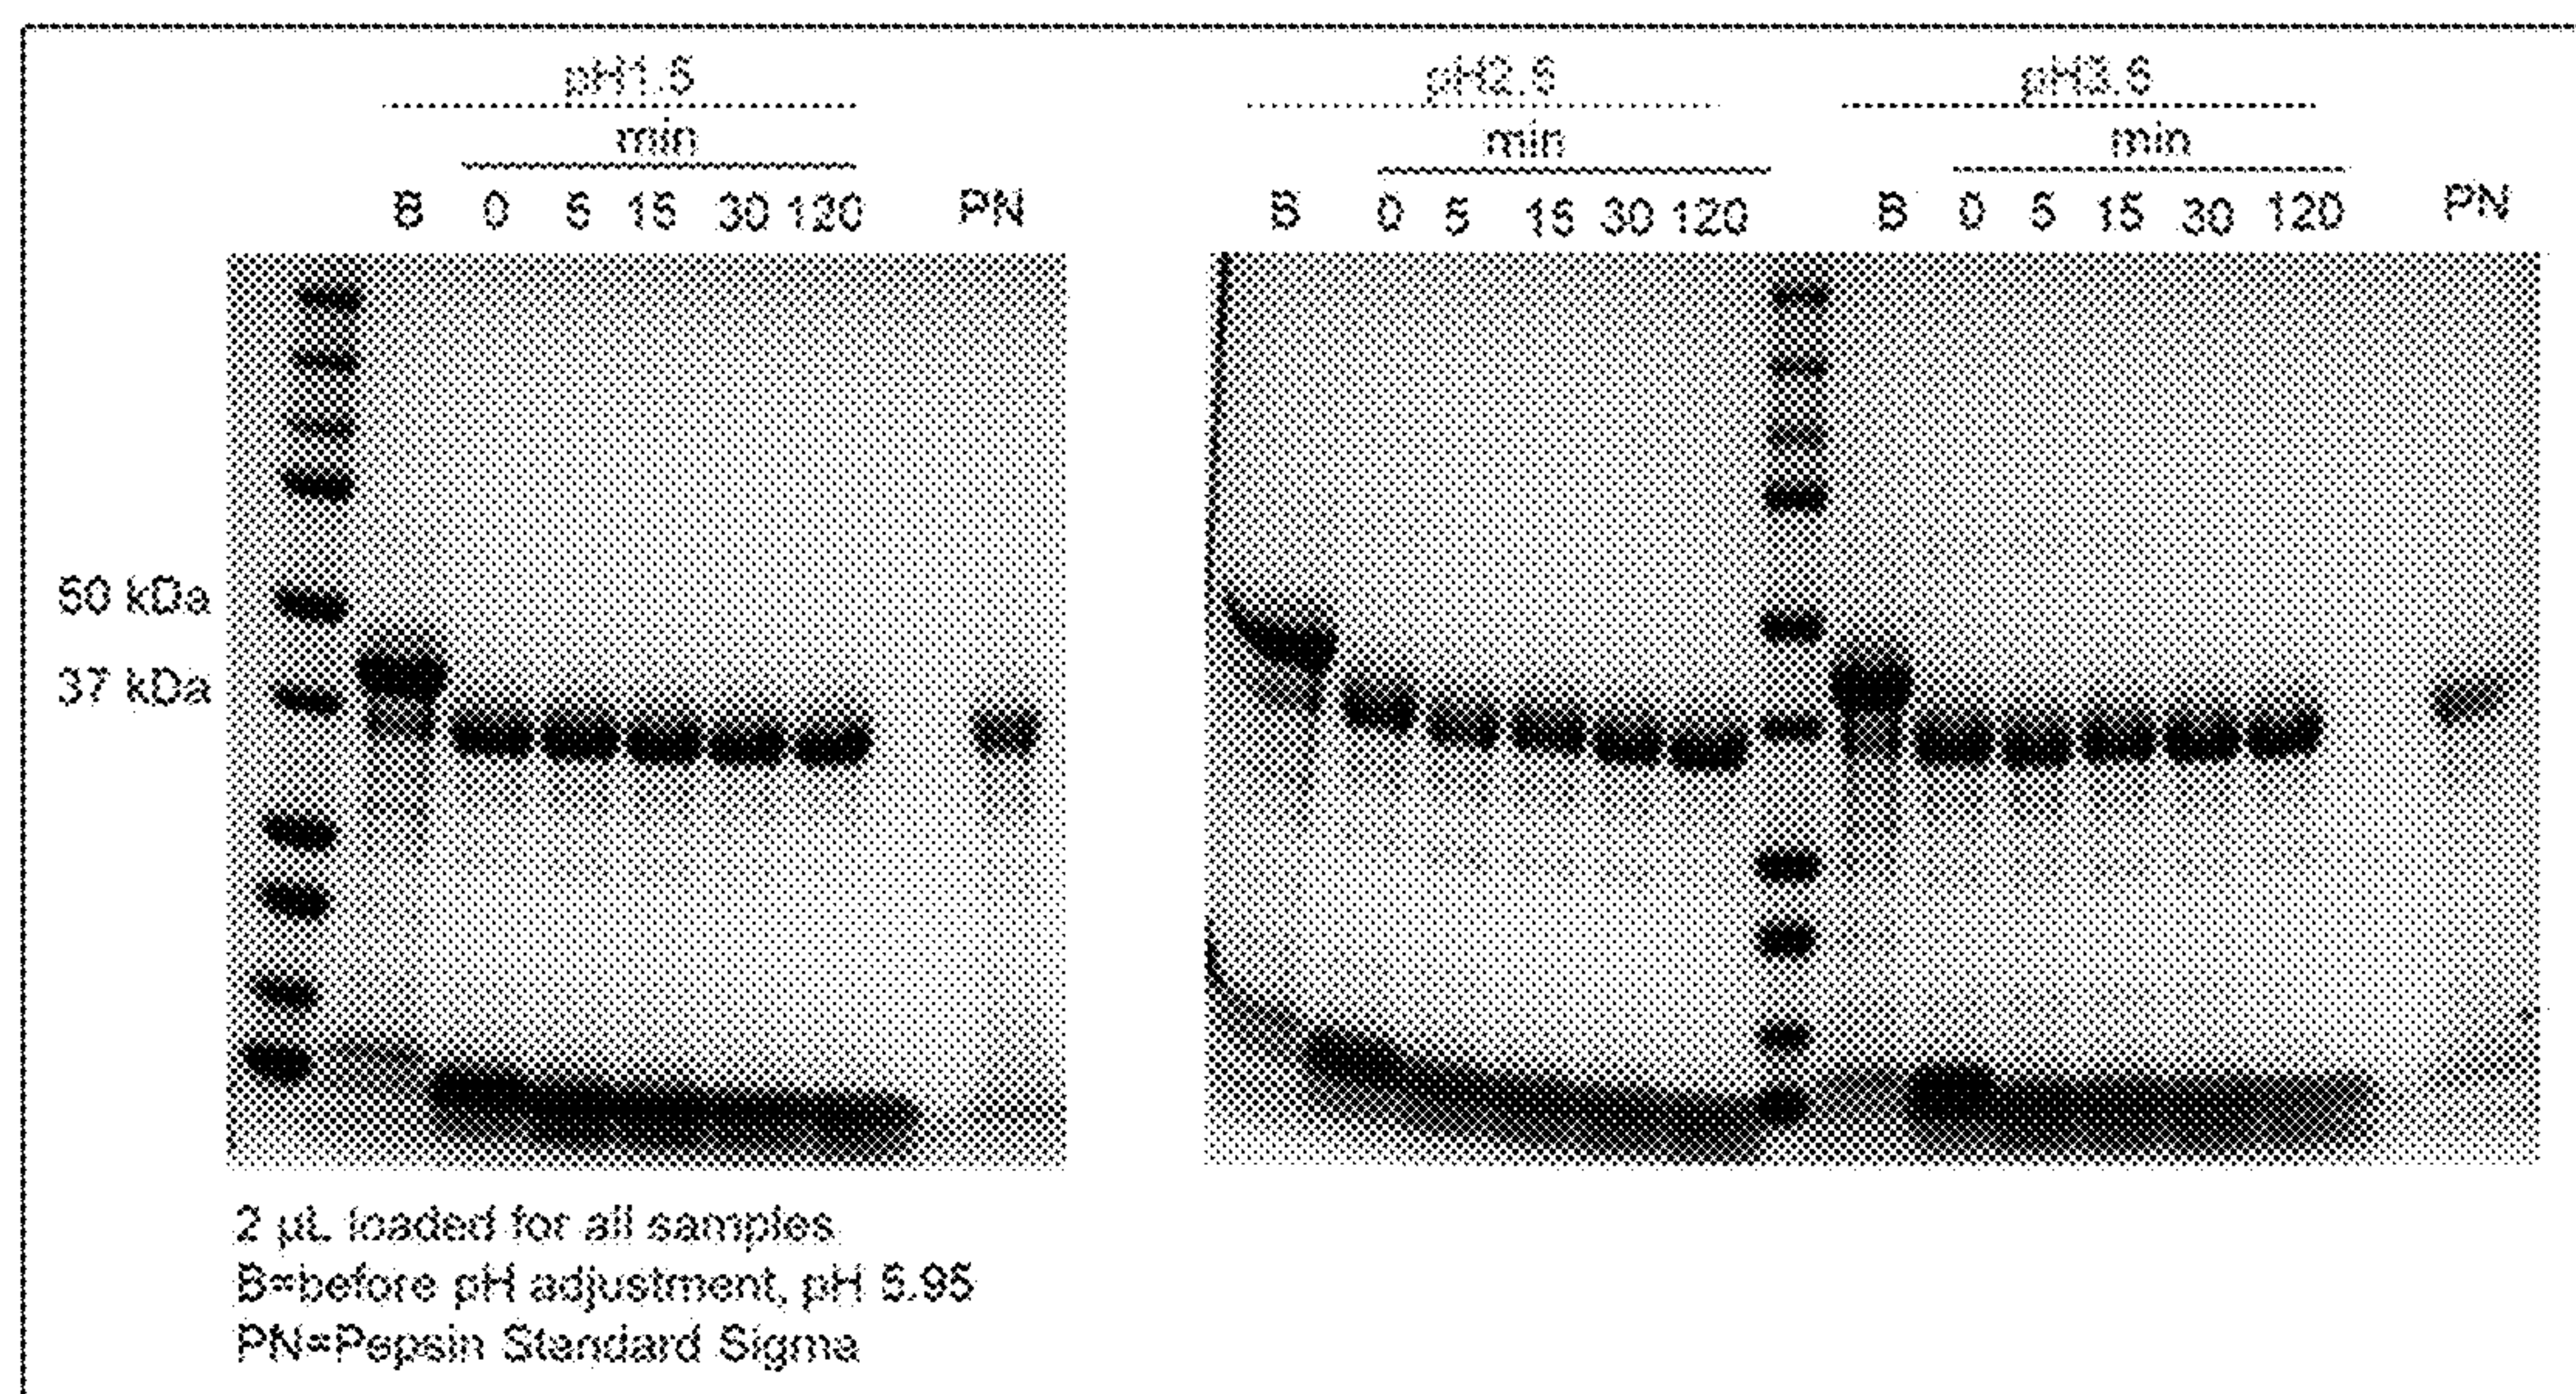 pH1.5 pH2.5 pH3.5
min min min
B 0 5 15 30 120 PN B 0 5 15 30 120 B 0 5 15 30 120 PN
50 kDa
37 kDa
2 µL loaded for all samples
B=before pH adjustment, pH
PN=Pepsin Standard Sigma